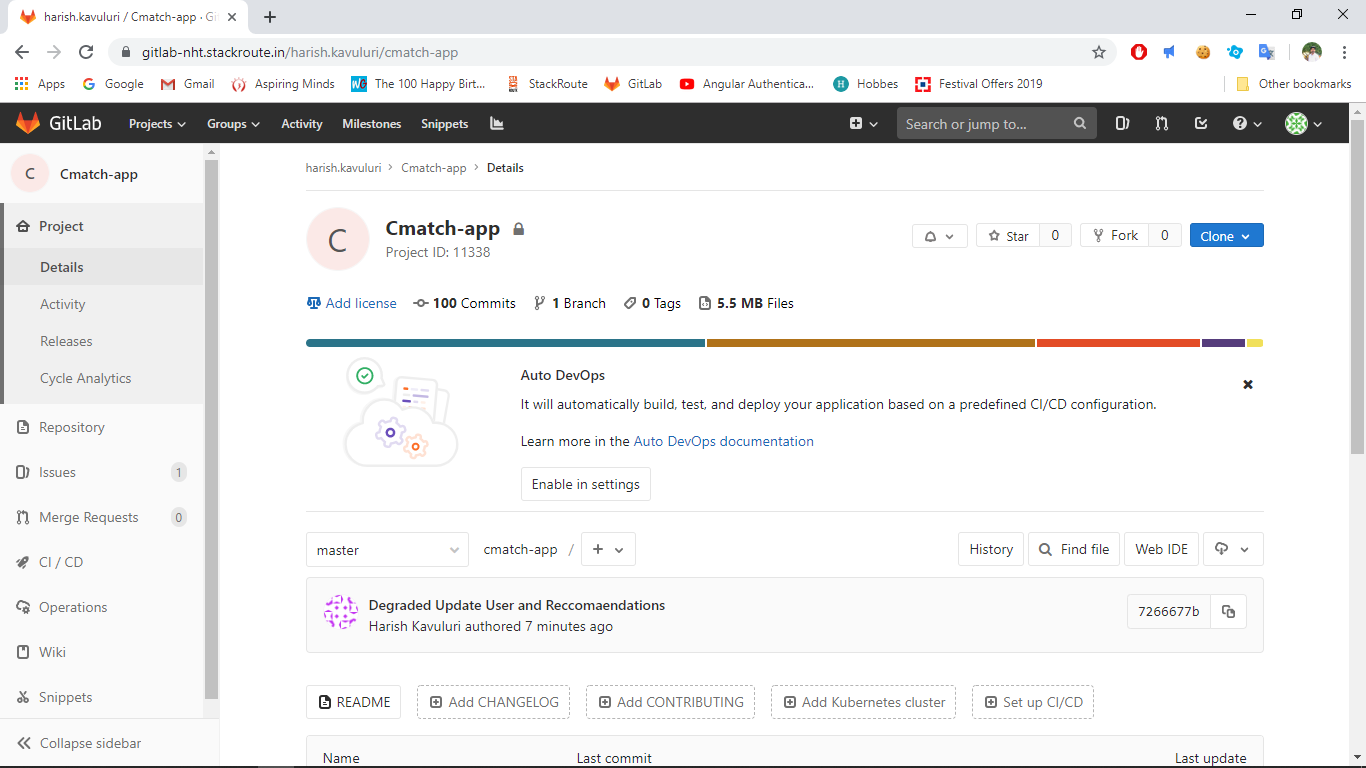 harish.kavuluri / Cmatch-app · Git
gitlab-nht.stackroute.in/harish.kavuluri/cmatch-app
Apps Google Gmail Aspiring Minds The 100 Happy Birt... StackRoute GitLab Angular Authentica... Hobbes Festival Offers 2019 Other bookmarks
GitLab Projects Groups Activity Milestones Snippets Search or jump to...
C Cmatch-app
Project
Details
Activity
Releases
Cycle Analytics
Repository
Issues 1
Merge Requests 0
CI / CD
Operations
Wiki
Snippets
Collapse sidebar
harish.kavuluri > Cmatch-app > Details
C
Cmatch-app
Project ID: 11338
Star 0 Fork 0 Clone
Add license 100 Commits 1 Branch 0 Tags 5.5 MB Files
Auto DevOps
It will automatically build, test, and deploy your application based on a predefined CI/CD configuration.
Learn more in the Auto DevOps documentation
Enable in settings
master cmatch-app / + History Find file Web IDE
Degraded Update User and Reccomaendations
Harish Kavuluri authored 7 minutes ago
7266677b
README Add CHANGELOG Add CONTRIBUTING Add Kubernetes cluster Set up CI/CD
Name Last commit Last update